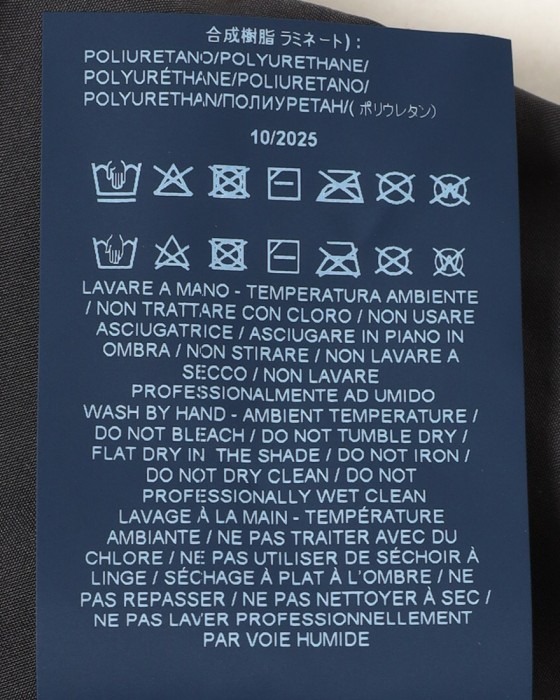 合成樹脂 ラミネート):
POLIURETANO/POLYURETHANE/
POLYURÉTHANE/POLIURETANO/
POLYURETHAN/ПОЛИУРЕТАН/( ポリウレタン)
10/2025
LAVARE A MANO - TEMPERATURA AMBIENTE
/ NON TRATTARE CON CLORO / NON USARE
ASCIUGATRICE / ASCIUGARE IN PIANO IN
OMBRA / NON STIRARE / NON LAVARE A
SECCO / NON LAVARE
PROFESSIONALMENTE AD UMIDO
WASH BY HAND - AMBIENT TEMPERATURE /
DO NOT BLEACH / DO NOT TUMBLE DRY /
FLAT DRY IN THE SHADE / DO NOT IRON /
DO NOT DRY CLEAN / DO NOT
PROFESSIONALLY WET CLEAN
LAVAGE À LA MAIN - TEMPÉRATURE
AMBIANTE / NE PAS TRAITER AVEC DU
CHLORE / NE PAS UTILISER DE SÉCHOIR À
LINGE / SÉCHAGE À PLAT À L'OMBRE / NE
PAS REPASSER / NE PAS NETTOYER À SEC /
NE PAS LAVER PROFESSIONNELLEMENT
PAR VOIE HUMIDE